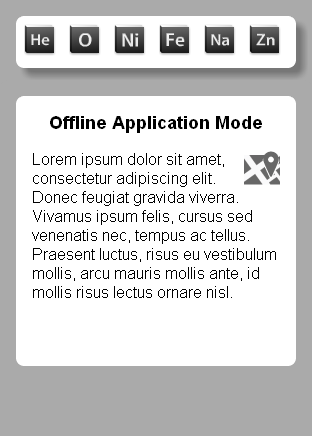 He O Ni Fe Na Zn
Offline Application Mode
Lorem ipsum dolor sit amet,
consectetur adipiscing elit.
Donec feugiat gravida viverra.
Vivamus ipsum felis, cursus sed
venenatis nec, tempus ac tellus.
Praesent luctus, risus eu vestibulum
mollis, arcu mauris mollis ante, id
mollis risus lectus ornare nisl.